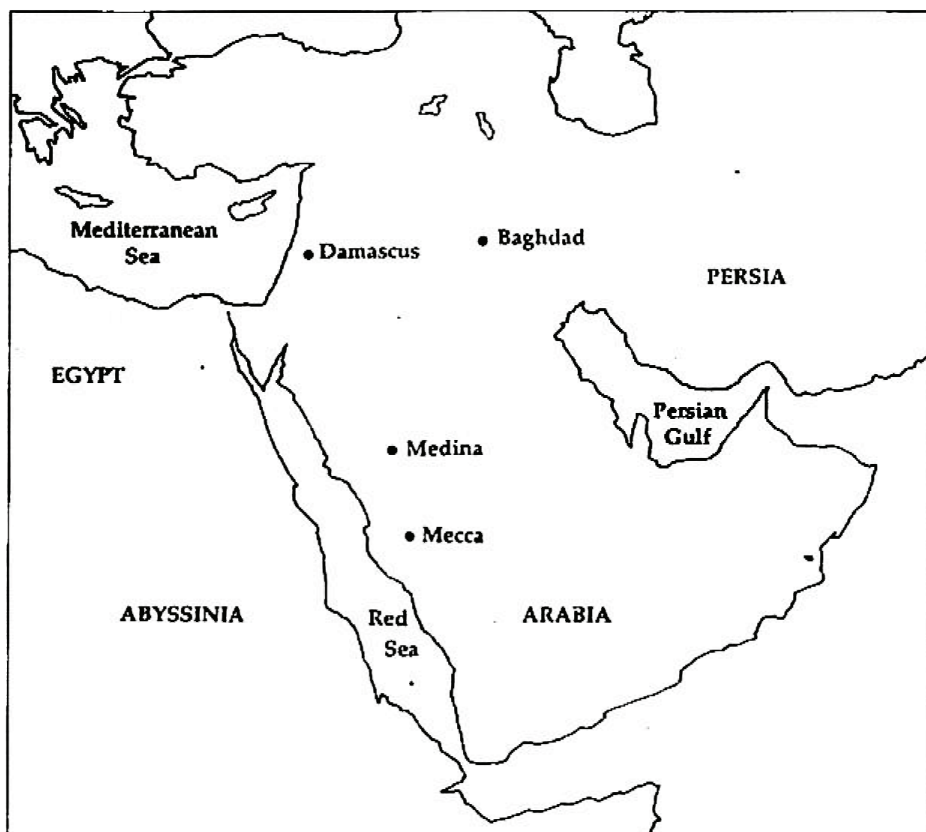 Mediterranean
Sea
Damascus
Baghdad
PERSIA
EGYPT
Persian
Gulf
Medina
Mecca
ABYSSINIA
Red
Sea
ARABIA